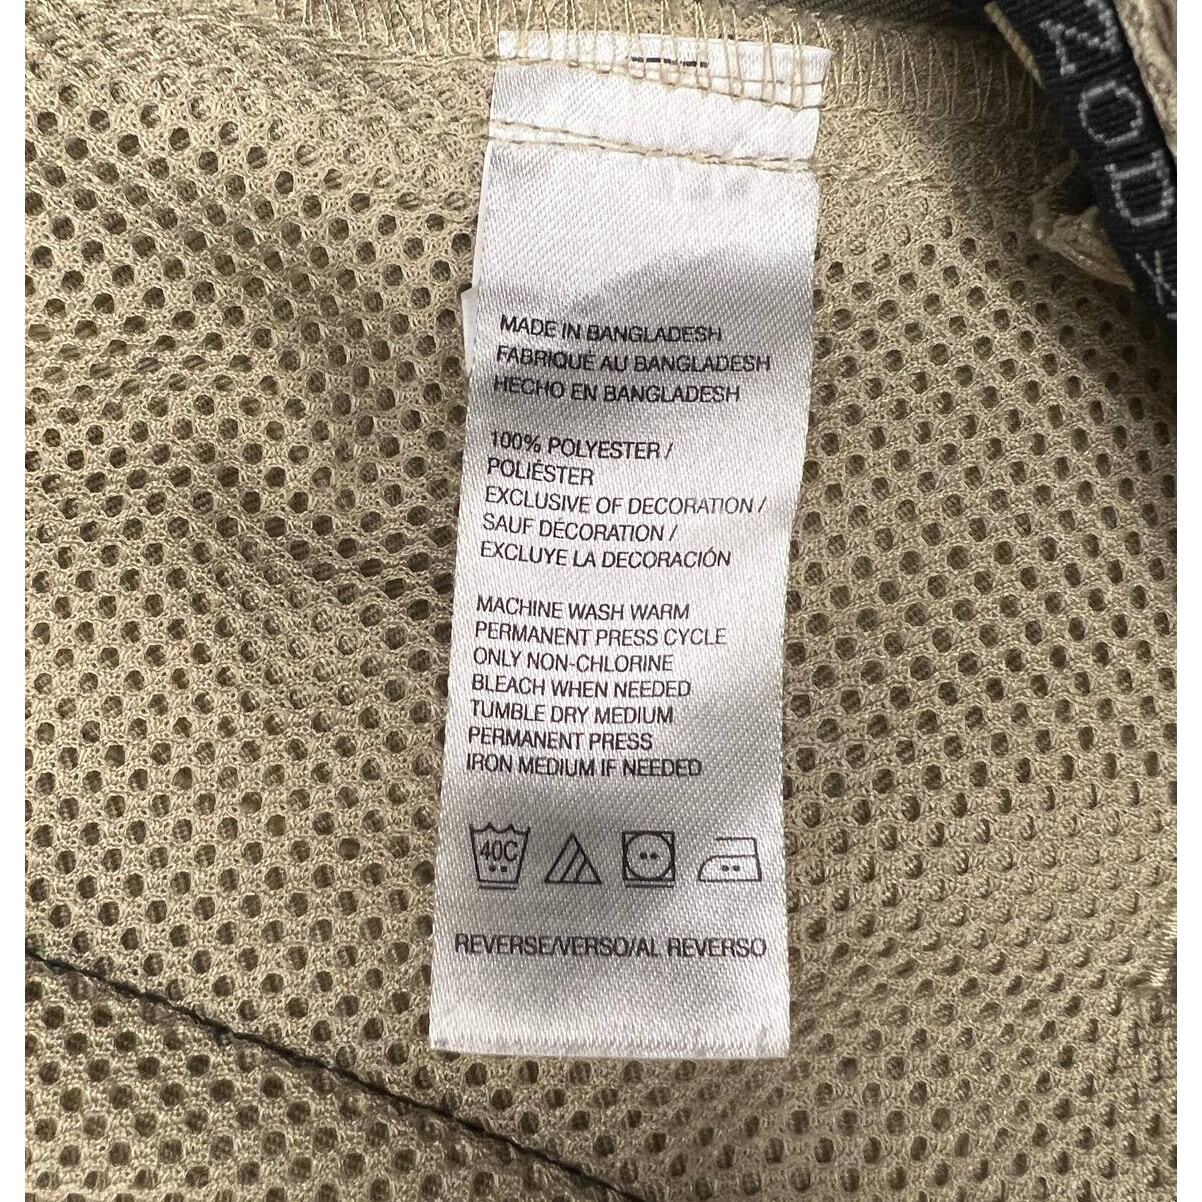 MADE IN BANGLADESH
FABRIQUÉ AU BANGLADESH
HECHO EN BANGLADESH
100% POLYESTER /
POLIÉSTER
EXCLUSIVE OF DECORATION /
SAUF DÉCORATION /
EXCLUYE LA DECORACIÓN
MACHINE WASH WARM
PERMANENT PRESS CYCLE
ONLY NON-CHLORINE
BLEACH WHEN NEEDED
TUMBLE DRY MEDIUM
PERMANENT PRESS
IRON MEDIUM IF NEEDED
40C
REVERSE/VERSO/AL REVERSO